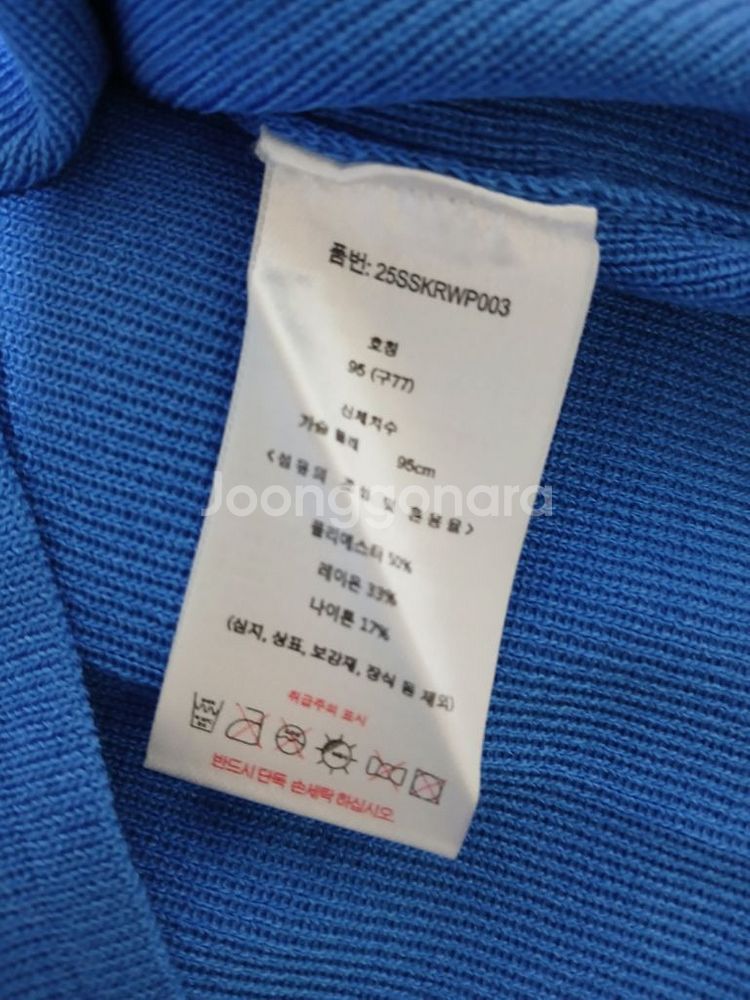 품번: 25SSKRWP003
호칭
95 (구77)
신체치수
가슴 둘레 95cm
<섬유의 조성 및 혼용률>
Joonggonara
폴리에스터 50%
레이온 33%
나이론 17%
(심지, 상표, 보강재, 장식 등 제외)
취급주의 표시
반드시 단독 손세탁 하십시오